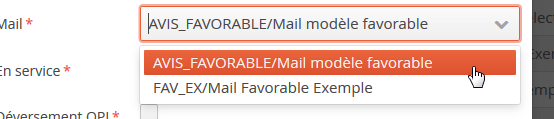 Mail *
AVIS_FAVORABLE/Mail modèle favorable
AVIS_FAVORABLE/Mail modèle favorable
En service *
FAV_EX/Mail Favorable Exemple
Déversement OPI *